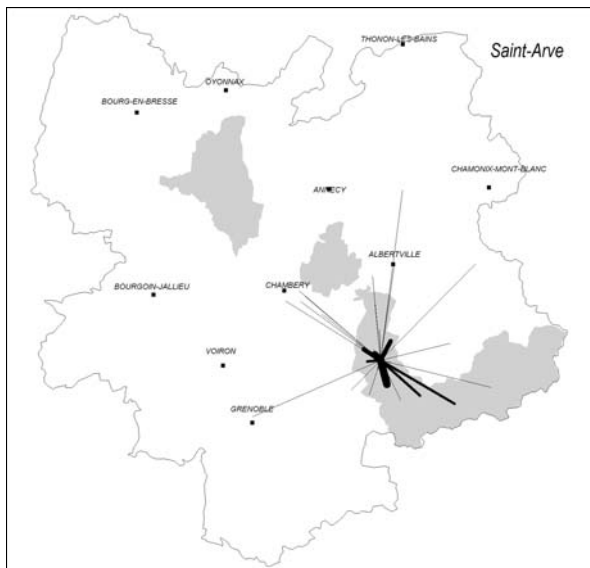 THONON-LES-BAINS
Saint-Arve
OYONNAX
BOURG-EN-BRESSE
CHAMONIX-MONT-BLANC
ANNECY
ALBERTVILLE
CHAMBERY
BOURGOIN-JALLIEU
VOIRON
GRENOBLE